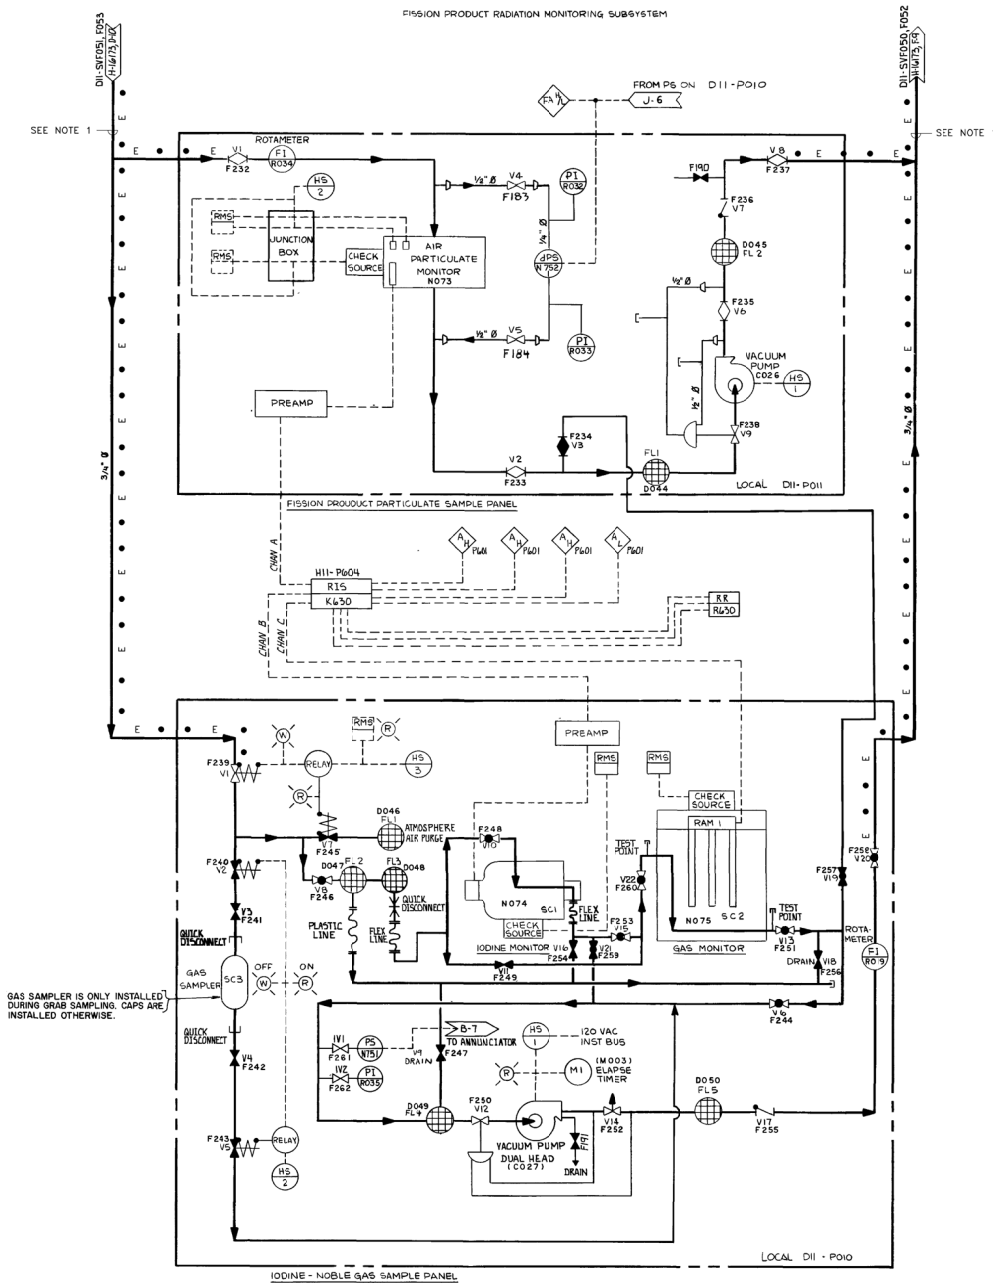 FISSION PRODUCT RADIATION MONITORING SUBSYSTEM
D11-SVF051, F053
H-16173, D-10
D11-SVF050, F052
H-16173, F-9
FROM PS ON D11-P010
J-6
FA H/L
SEE NOTE 1
SEE NOTE
E
E
E
E
ROTAMETER
V1
F232
FI
R034
HS
2
RMS
RMS
JUNCTION
BOX
CHECK
SOURCE
AIR
PARTICULATE
MONITOR
N073
1/2" Ø
V4
F183
PI
R032
1/4" Ø
dPS
N752
1/2" Ø
V5
F184
PI
R033
V8
F237
F190
F236
V7
D045
FL 2
1/2" Ø
F235
V6
VACUUM
PUMP
C026
HS
1
1/2" Ø
F238
V9
PREAMP
F234
V3
V2
F233
FL1
D044
LOCAL D11-P011
FISSION PROUDUCT PARTICULATE SAMPLE PANEL
3/4" Ø
3/4" Ø
CHAN A
CHAN B
CHAN C
A H
P601
A H
P601
A H
P601
A L
P601
H11-P604
RIS
K630
RR
R630
E
E
PREAMP
RMS
RMS
W
RMS
R
F239
V1
RELAY
HS
3
R
CHECK
SOURCE
RAM 1
D046
FL1
ATMOSPHERE
AIR PURGE
V7
F245
F248
V10
TEST
POINT
F240
V2
D047
FL2
FL3
D048
V8
F246
QUICK
DISCONNECT
V22
F260
F258
V20
F257
V19
V3
F241
PLASTIC
LINE
FLEX
LINE
N074
SC1
FLEX
LINE
CHECK
SOURCE
F253
V15
N075
SC2
TEST
POINT
QUICK
DISCONNECT
IODINE MONITOR
V16
F254
V21
F259
GAS MONITOR
V13
F251
ROTA-
METER
FI
R019
V11
F249
DRAIN
V18
F256
GAS
SAMPLER
SC3
OFF
W
ON
R
GAS SAMPLER IS ONLY INSTALLED
DURING GRAB SAMPLING. CAPS ARE
INSTALLED OTHERWISE.
QUICK
DISCONNECT
V6
F244
1V1
F261
PS
N751
B-7
TO ANNUNCIATOR
HS
1
120 VAC
INST BUS
V4
F242
V9
DRAIN
F247
1V2
F262
PI
R035
R
M1
(M003)
ELAPSE
TIMER
D049
FL4
F250
V12
D050
FL5
V14
F252
V17
F255
VACUUM PUMP
DUAL HEAD
(C027)
F191
DRAIN
F243
V5
RELAY
HS
2
LOCAL D11 - P010
IODINE - NOBLE GAS SAMPLE PANEL